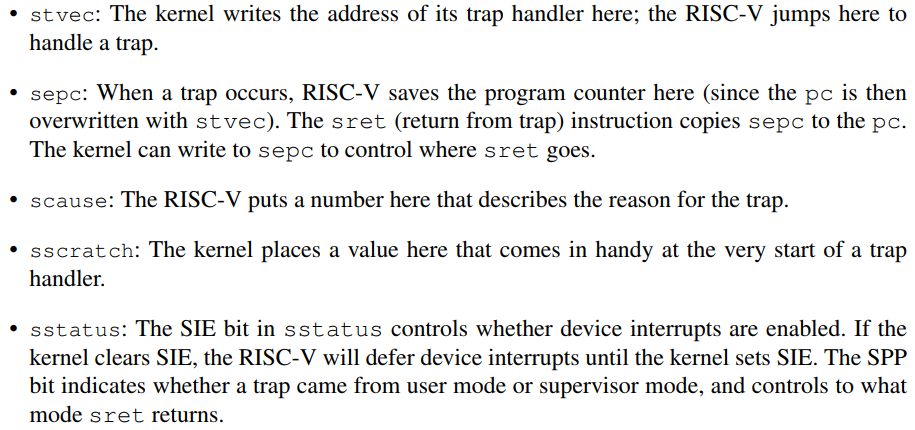 • stvec: The kernel writes the address of its trap handler here; the RISC-V jumps here to
handle a trap.
• sepc: When a trap occurs, RISC-V saves the program counter here (since the pc is then
overwritten with stvec). The sret (return from trap) instruction copies sepc to the pc.
The kernel can write to sepc to control where sret goes.
• scause: The RISC-V puts a number here that describes the reason for the trap.
• sscratch: The kernel places a value here that comes in handy at the very start of a trap
handler.
• sstatus: The SIE bit in sstatus controls whether device interrupts are enabled. If the
kernel clears SIE, the RISC-V will defer device interrupts until the kernel sets SIE. The SPP
bit indicates whether a trap came from user mode or supervisor mode, and controls to what
mode sret returns.